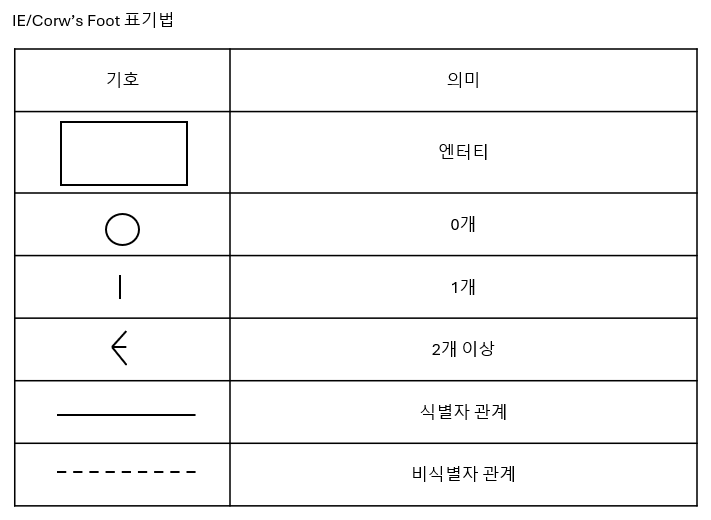 IE/Corw's Foot 표기법
기호 의미
엔터티
0개
1개
2개 이상
식별자 관계
비식별자 관계